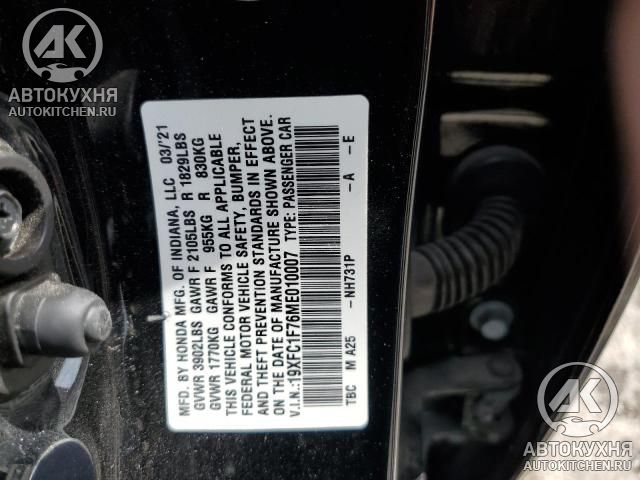 АВТОКУХНЯ
AUTOKITCHEN.RU
MFD. BY HONDA MFG. OF INDIANA, LLC 03/'21
GVWR 3902LBS GAWR F 2105LBS R 1829LBS
GVWR 1770KG GAWR F 955KG R 830KG
THIS VEHICLE CONFORMS TO ALL APPLICABLE
FEDERAL MOTOR VEHICLE SAFETY, BUMPER,
AND THEFT PREVENTION STANDARDS IN EFFECT
ON THE DATE OF MANUFACTURE SHOWN ABOVE.
V.I.N.: 19XFC1F76ME010007 TYPE: PASSENGER CAR
TBC M A25 —NH731P —A —E
АВТОКУХНЯ
AUTOKITCHEN.RU